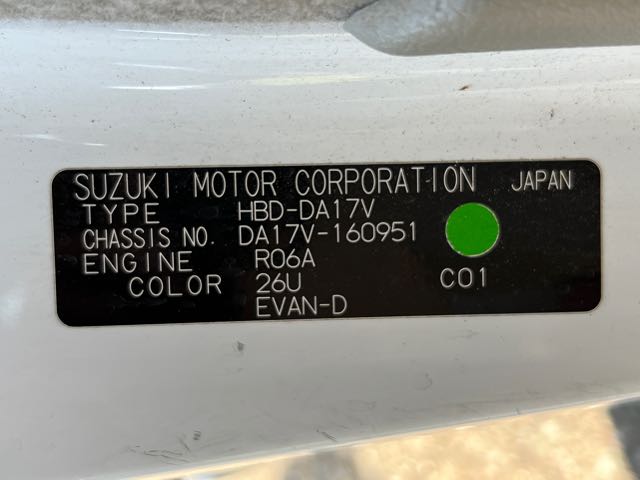 SUZUKI MOTOR CORPORATION JAPAN
TYPE HBD-DA17V
CHASSIS NO. DA17V-160951
ENGINE R06A
COLOR 26U C01
EVAN-D